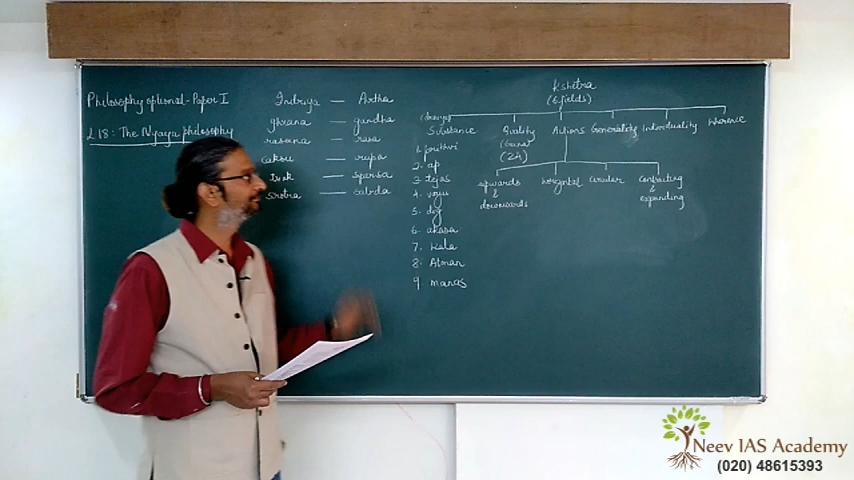 Philosophy optional - Paper I
L18: The Nyaya philosophy
Indriya — Artha
ghrana — gandha
rasana — rasa
caksu — rupa
Tvak — Sparsa
Srotra — Sabda
Kshetra
(6 fields)
(dravya)
Substance
Quality
(Guna)
(24)
Actions
Generality
Individuality
Inherence
1. prithvi
2. ap
3. tejas
4. vayu
5. dig
6. akasa
7. Kala
8. Atman
9. manas
upwards
&
downwards
horizontal
circular
contracting
&
expanding
Neev IAS Academy
(020) 48615393